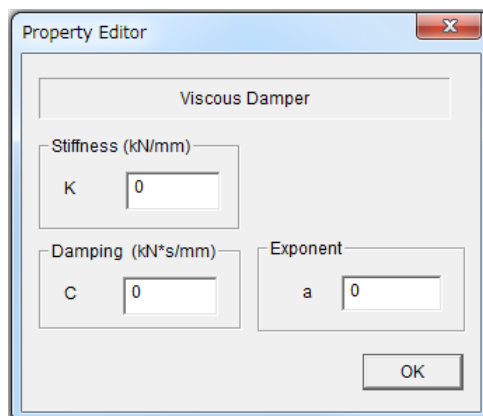 Property Editor
Viscous Damper
Stiffness (kN/mm)
K 0
Damping (kN*s/mm)
C 0
Exponent
a 0
OK